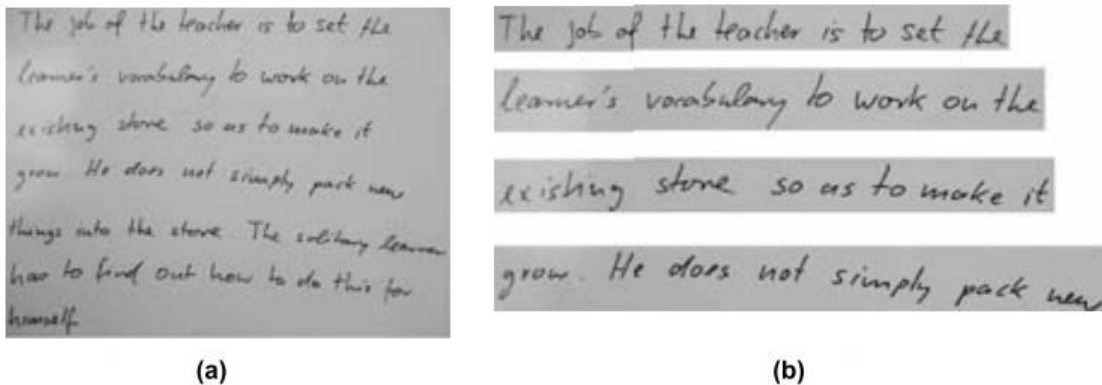 The job of the teacher is to set the
learner's vocabulary to work on the
existing store so as to make it
grow. He does not simply pack new
things into the store. The solitary learner
has to find out how to do this for
himself.
(a)
The job of the teacher is to set the
learner's vocabulary to work on the
existing store so as to make it
grow. He does not simply pack new
(b)